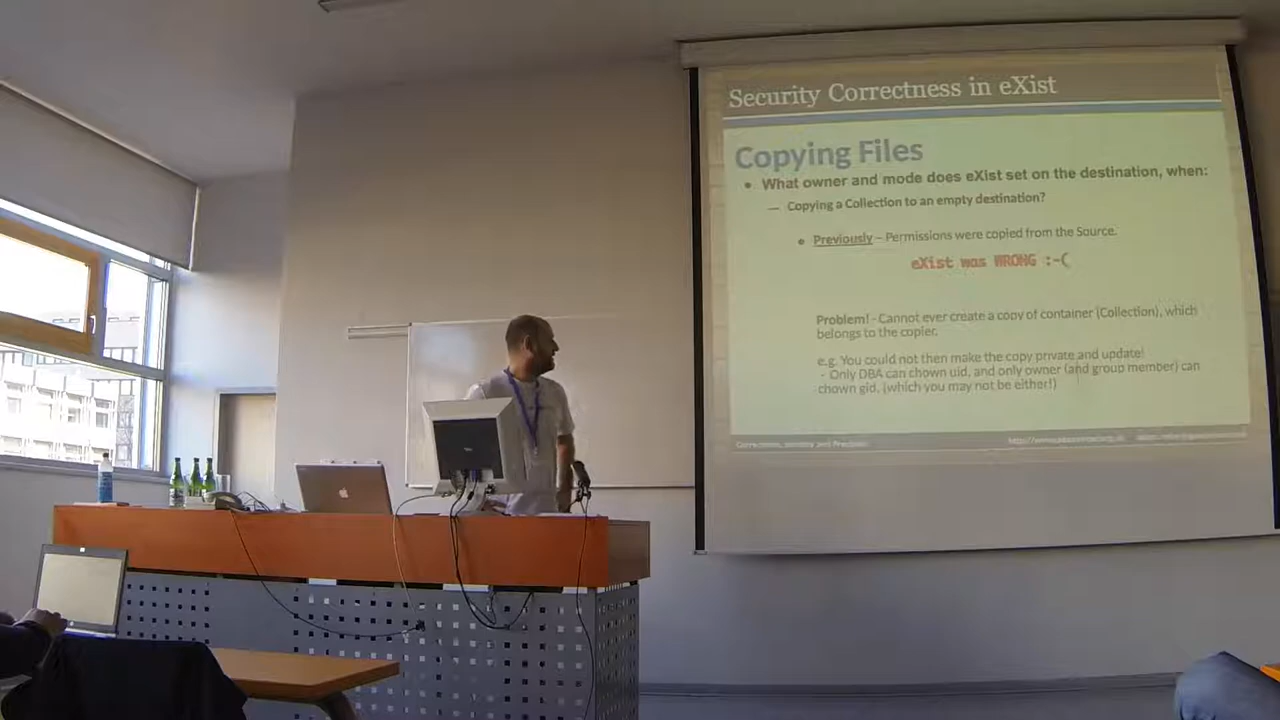 Security Correctness in eXist
Copying Files
• What owner and mode does eXist set on the destination, when:
— Copying a Collection to an empty destination?
• Previously – Permissions were copied from the Source.
eXist was WRONG :-(
Problem! - Cannot ever create a copy of container (Collection), which
belongs to the copier.
e.g. You could not then make the copy private and update!
- Only DBA can chown uid, and only owner (and group member) can
chown gid, (which you may not be either!)